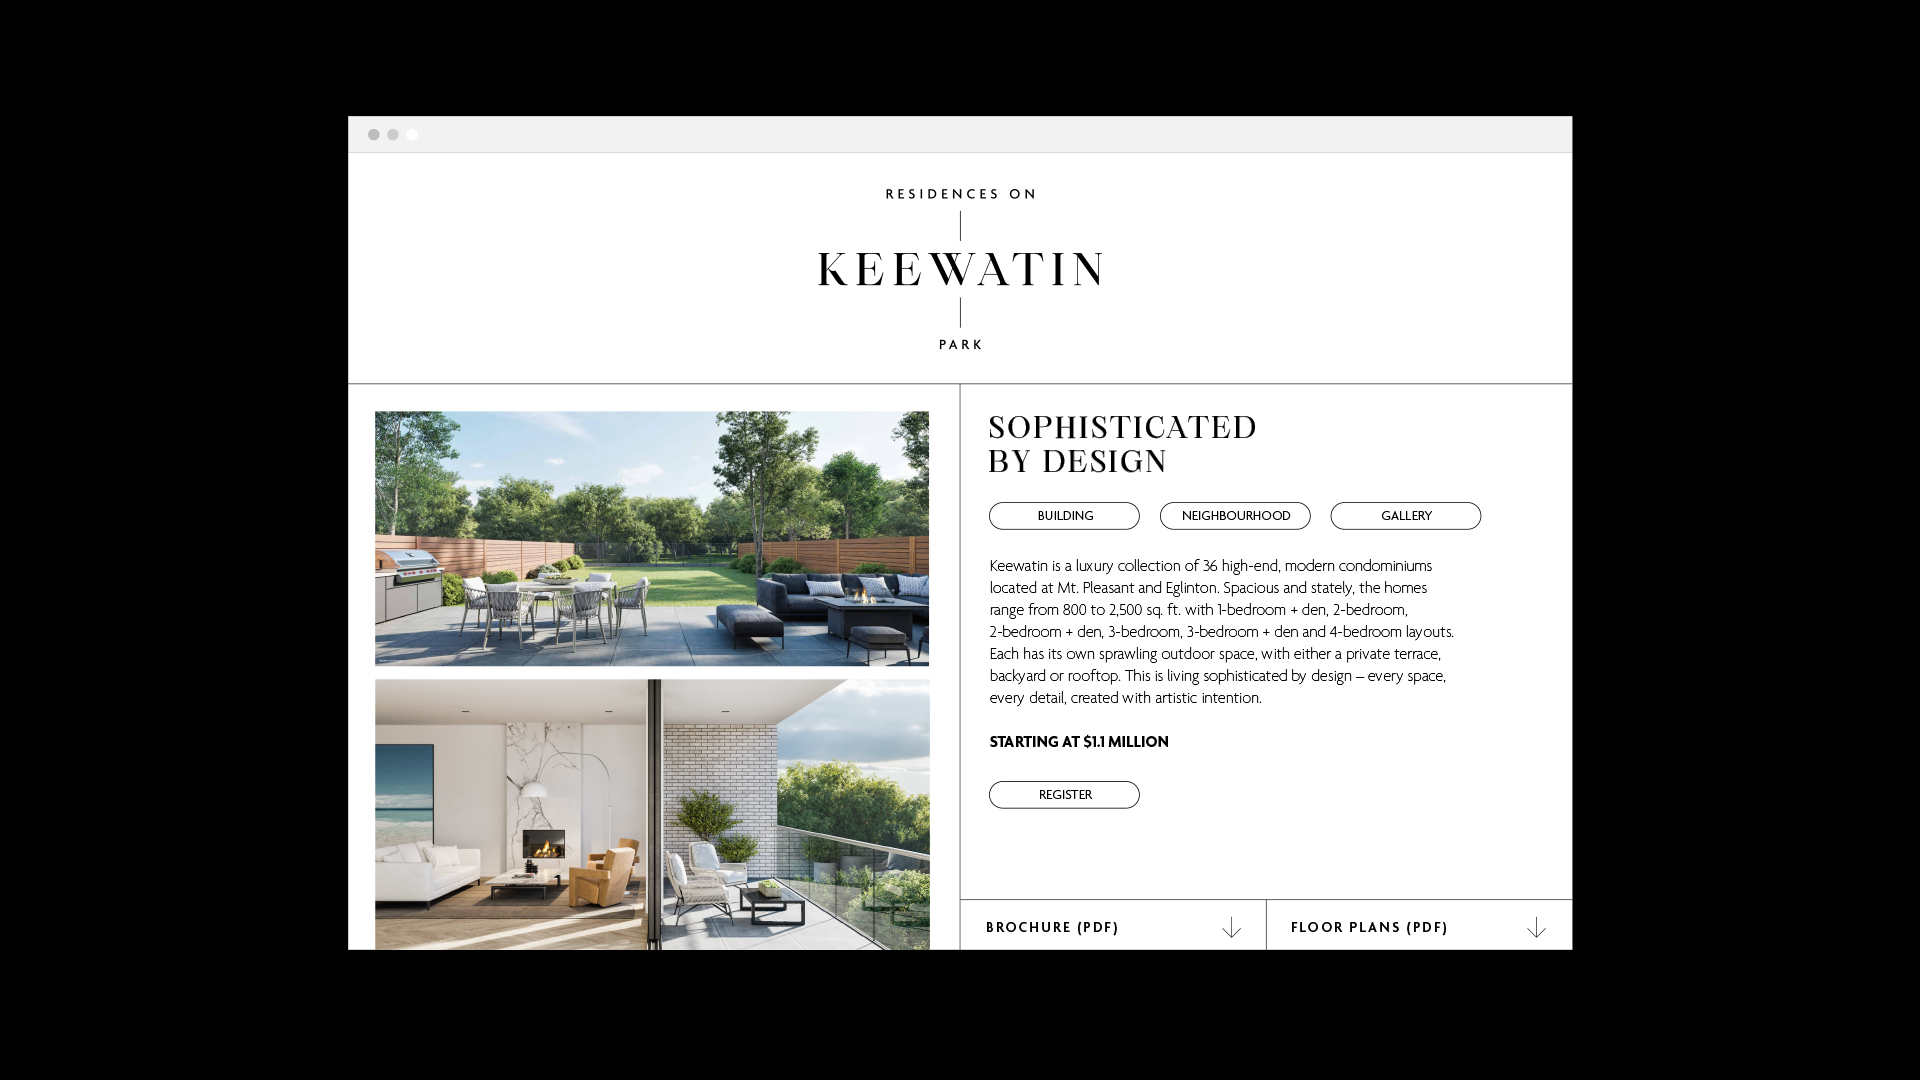 RESIDENCES ON
KEEWATIN
PARK
SOPHISTICATED
BY DESIGN
BUILDING
NEIGHBOURHOOD
GALLERY
Keewatin is a luxury collection of 36 high-end, modern condominiums
located at Mt. Pleasant and Eglinton. Spacious and stately, the homes
range from 800 to 2,500 sq. ft. with 1-bedroom + den, 2-bedroom,
2-bedroom + den, 3-bedroom, 3-bedroom + den and 4-bedroom layouts.
Each has its own sprawling outdoor space, with either a private terrace,
backyard or rooftop. This is living sophisticated by design – every space,
every detail, created with artistic intention.
STARTING AT $1.1 MILLION
REGISTER
BROCHURE (PDF)
FLOOR PLANS (PDF)